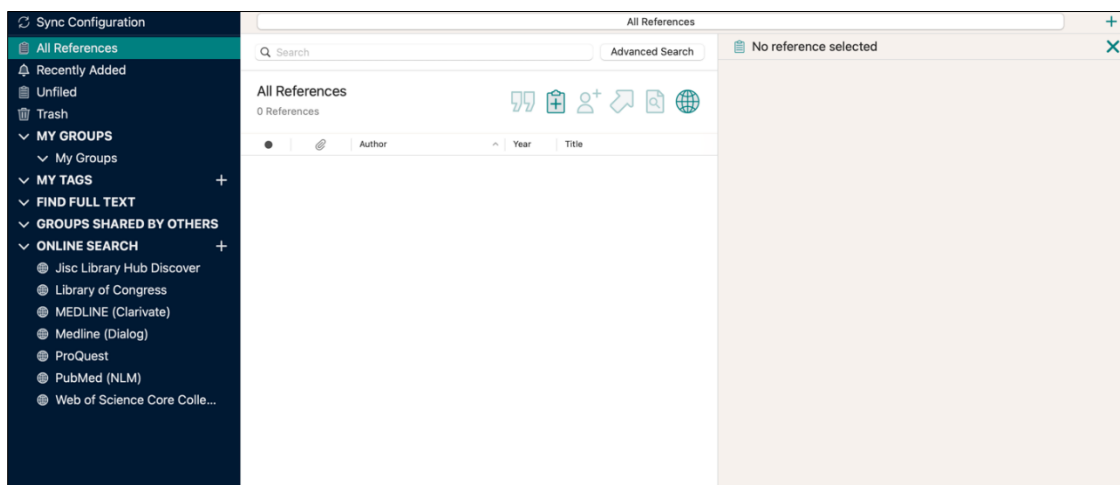 Sync Configuration
All References
Recently Added
Unfiled
Trash
MY GROUPS
My Groups
MY TAGS
FIND FULL TEXT
GROUPS SHARED BY OTHERS
ONLINE SEARCH
Jisc Library Hub Discover
Library of Congress
MEDLINE (Clarivate)
Medline (Dialog)
ProQuest
PubMed (NLM)
Web of Science Core Colle...
All References
Search
Advanced Search
All References
0 References
Author Year Title
No reference selected